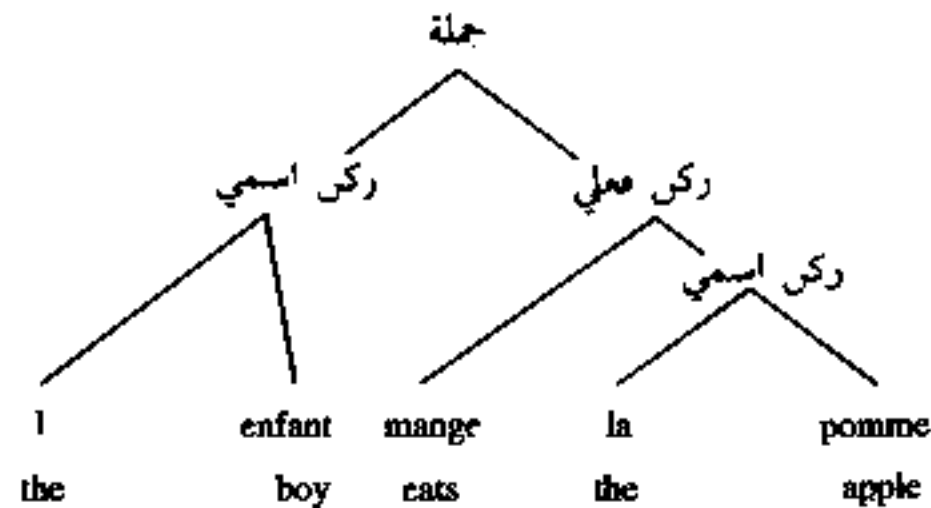 جملة
ركن اسمي
ركن فعلي
ركن اسمي
l enfant mange la pomme
the boy eats the apple